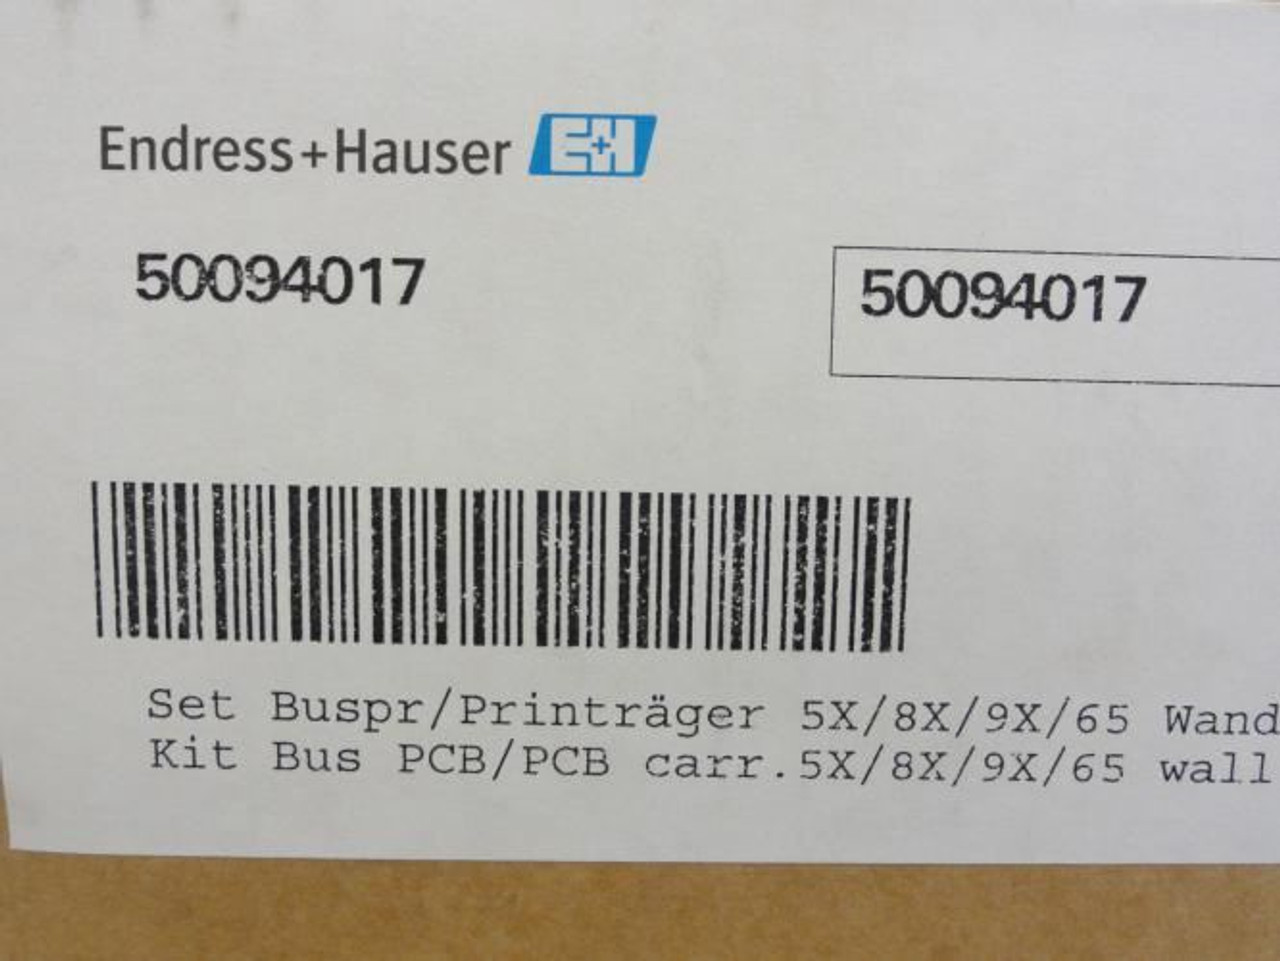 Endress+Hauser E+H
50094017
50094017
Set Buspr/Printräger 5X/8X/9X/65 Wand
Kit Bus PCB/PCB carr.5X/8X/9X/65 wall